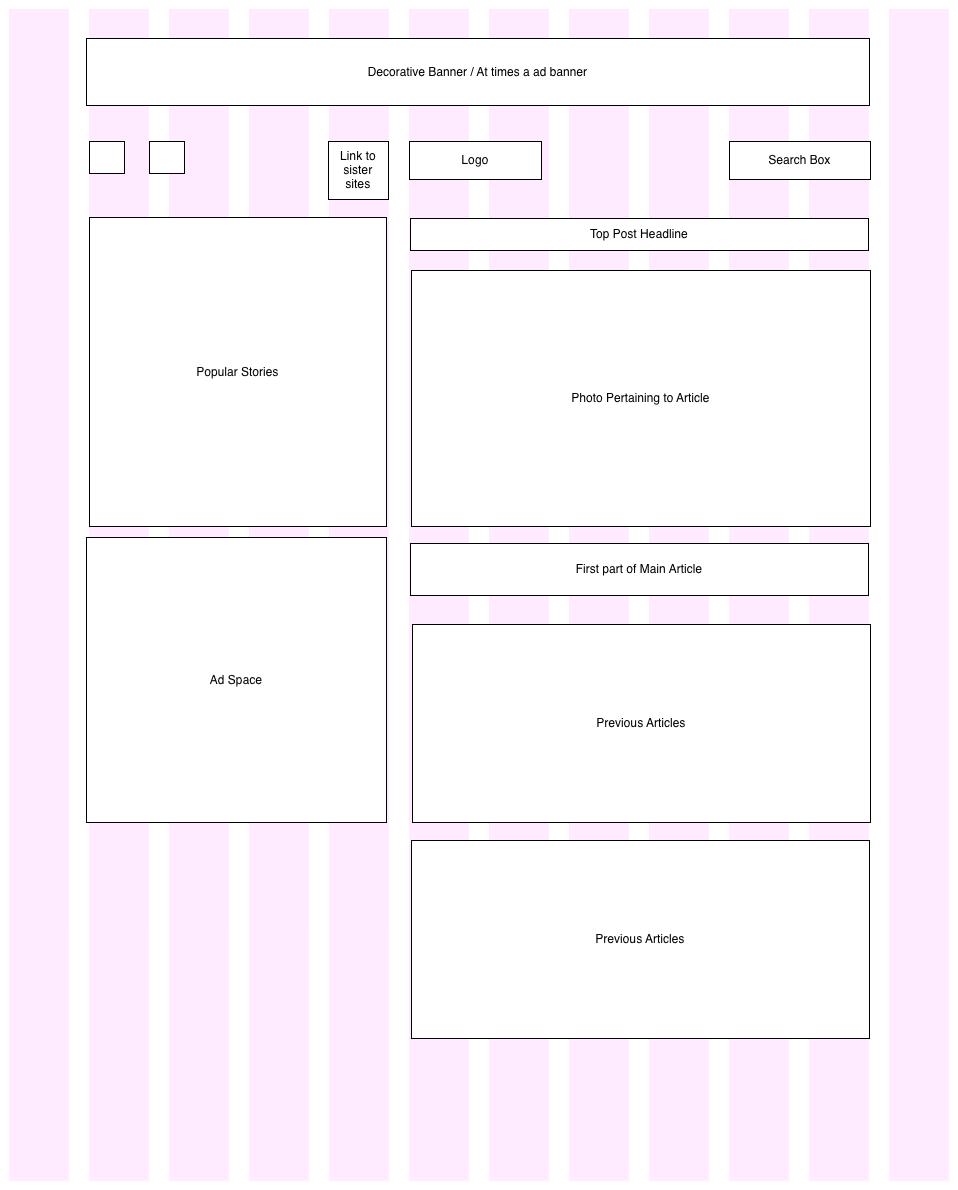 Decorative Banner / At times a ad banner
Link to
sister
sites
Logo
Search Box
Top Post Headline
Popular Stories
Photo Pertaining to Article
First part of Main Article
Ad Space
Previous Articles
Previous Articles